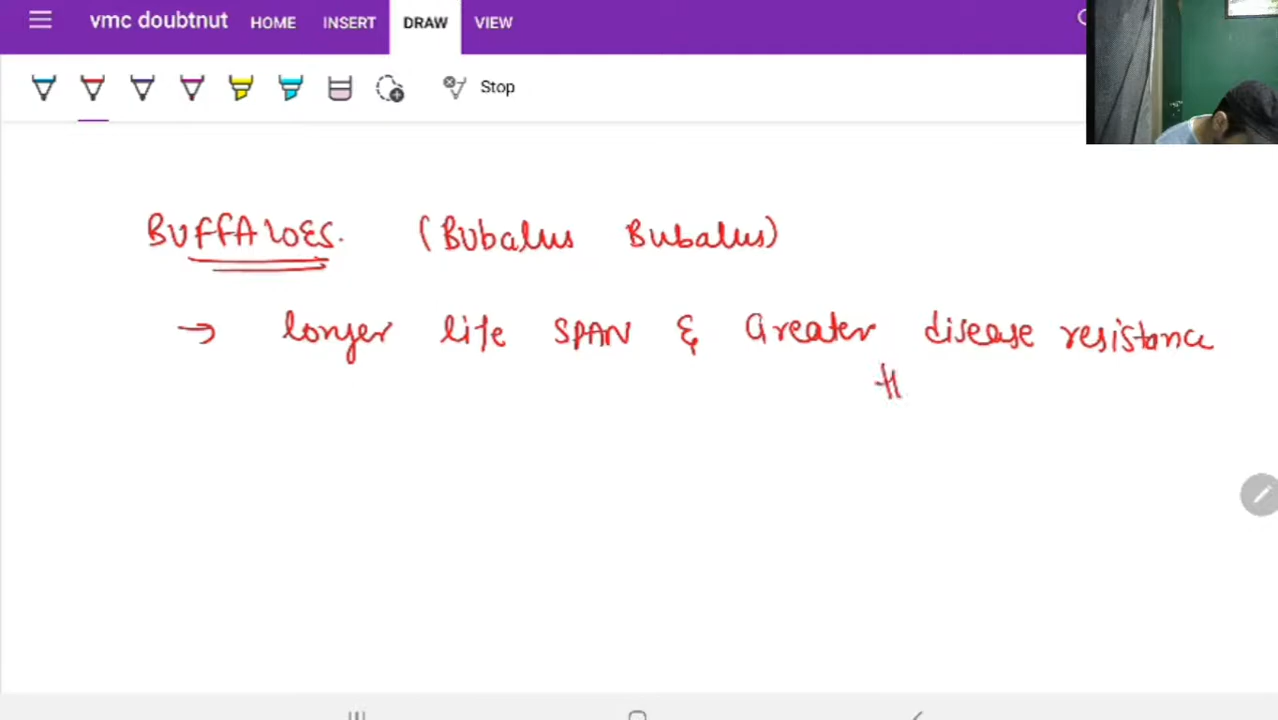 vmc doubtnut HOME INSERT DRAW VIEW
Stop
BUFFAloES. (Bubalus Bubalus)
→ longer life SPAN & Greater disease resistance